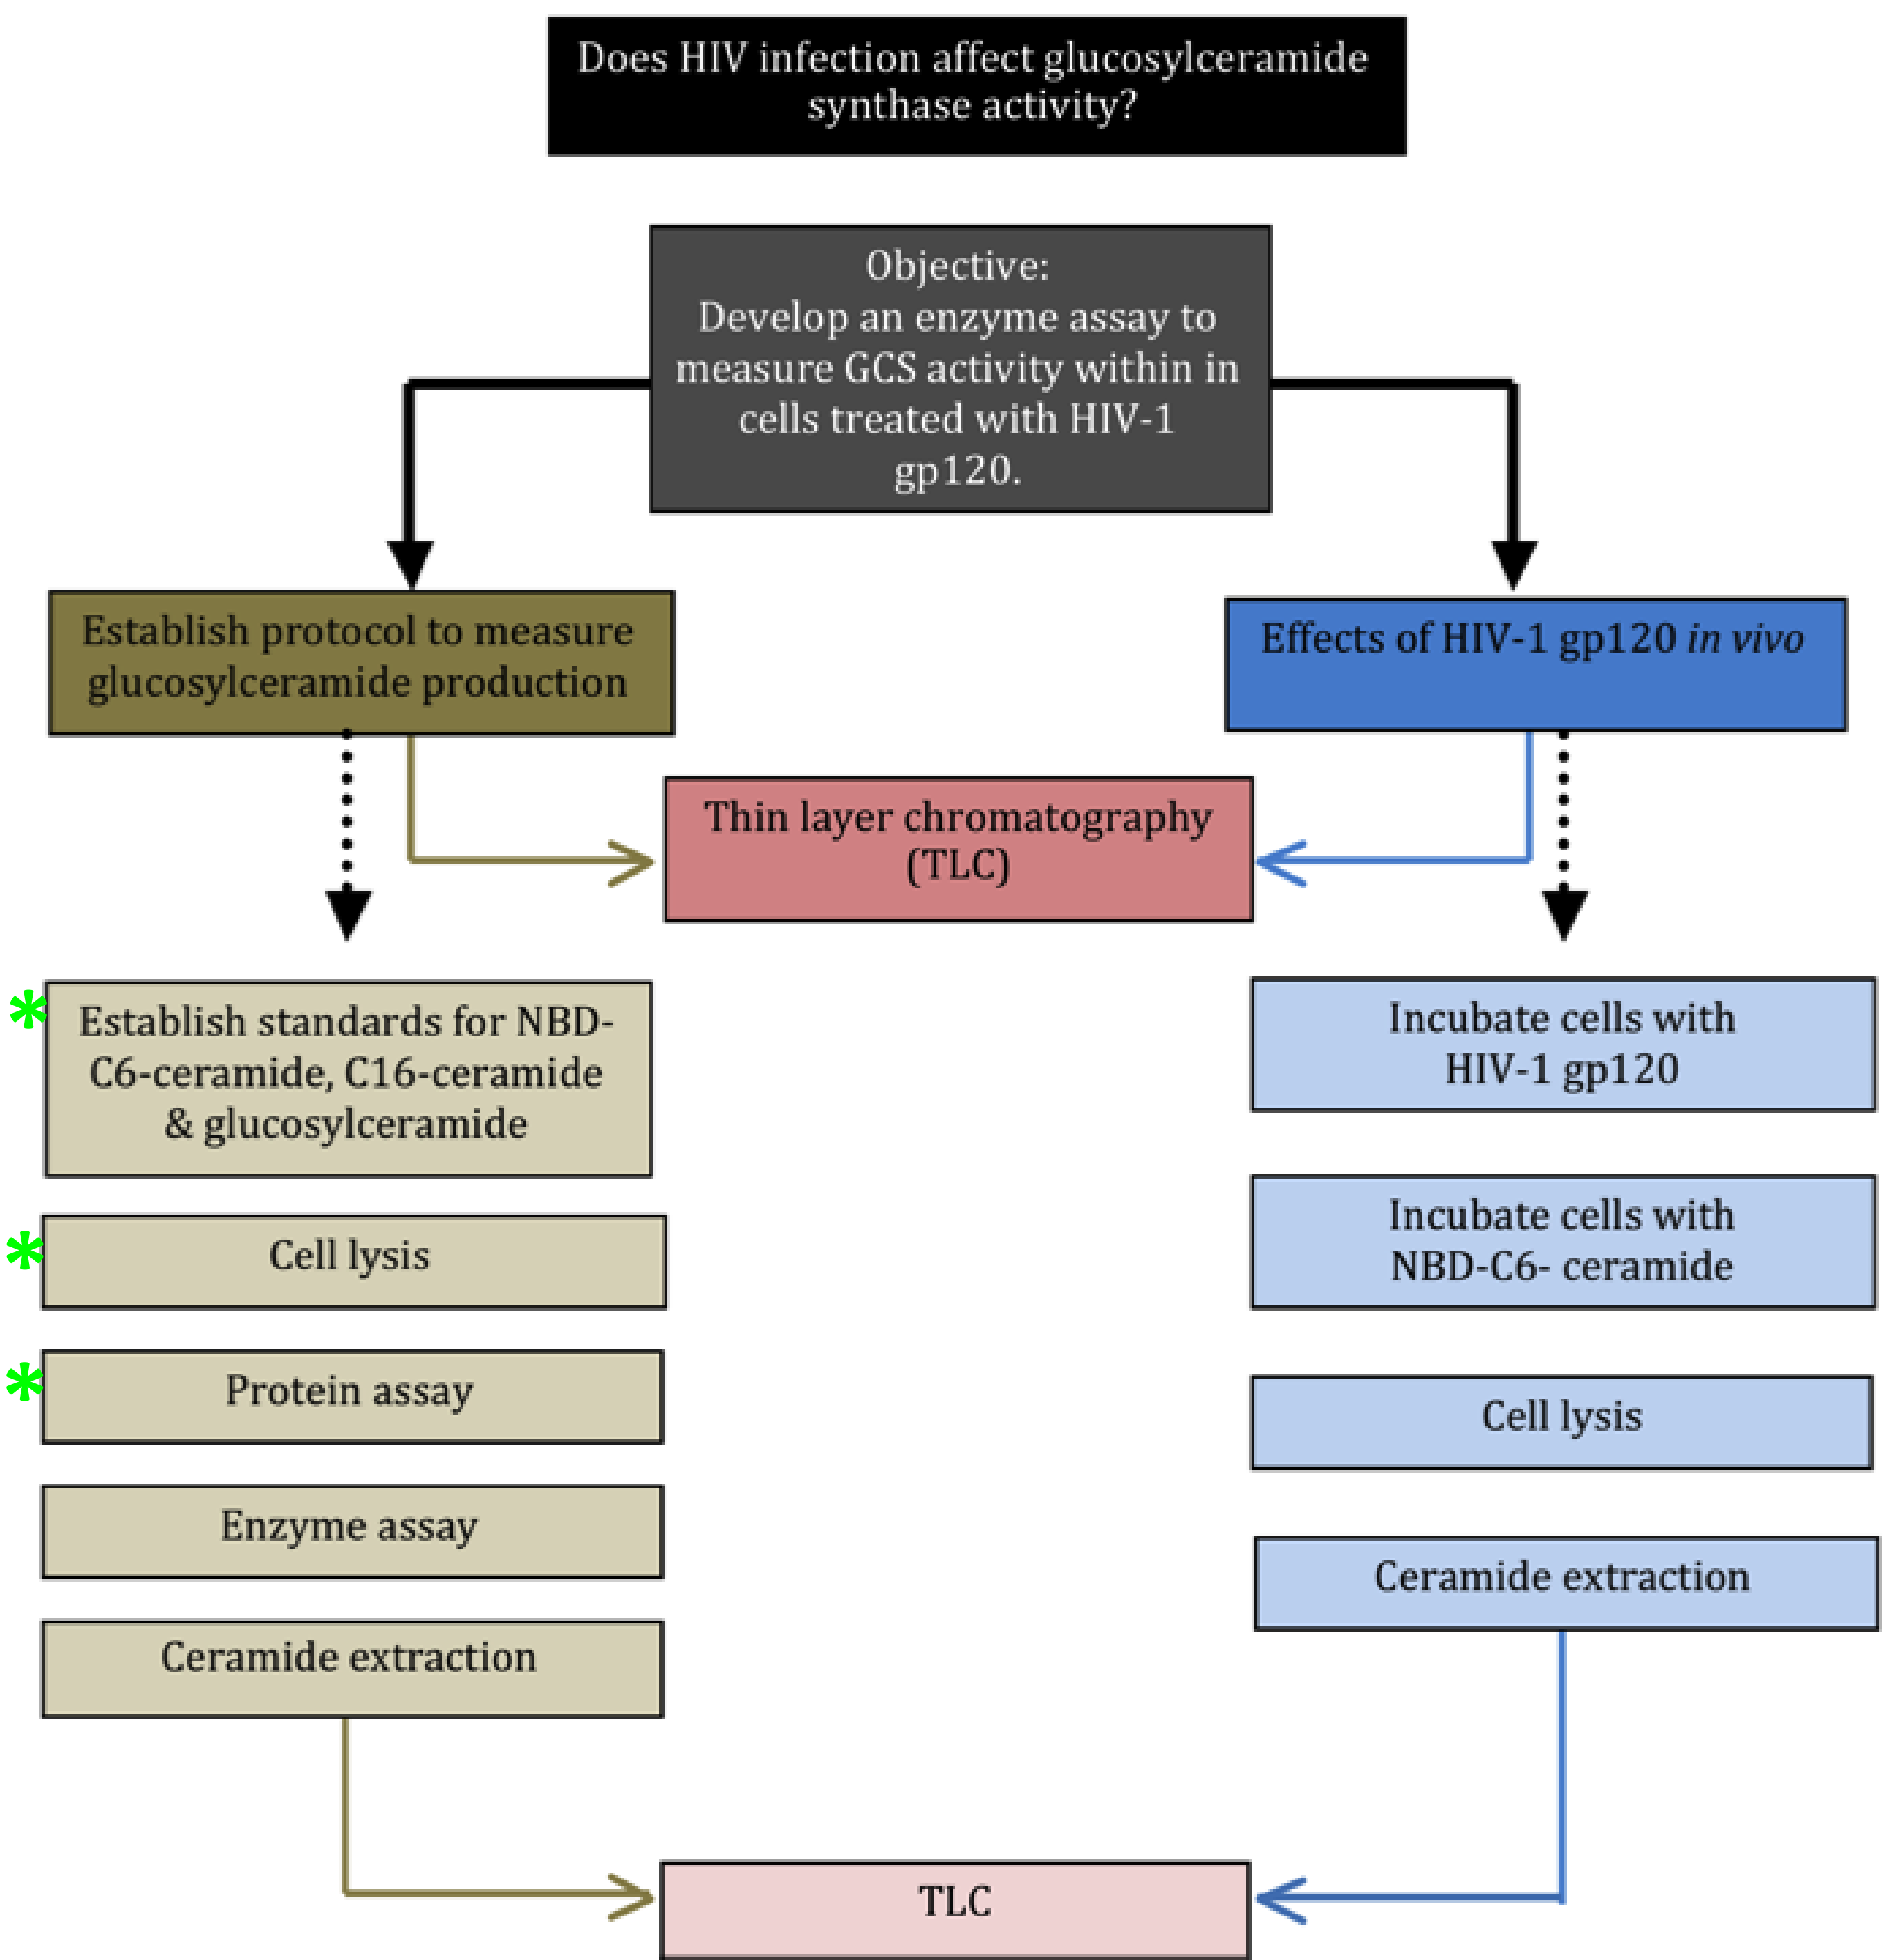 Does HIV infection affect glucosylceramide
synthase activity?
Objective:
Develop an enzyme assay to
measure GCS activity within in
cells treated with HIV-1
gp120.
Establish protocol to measure
glucosylceramide production
Effects of HIV-1 gp120 in vivo
Thin layer chromatography
(TLC)
* Establish standards for NBD-
C6-ceramide, C16-ceramide
& glucosylceramide
* Cell lysis
* Protein assay
Enzyme assay
Ceramide extraction
Incubate cells with
HIV-1 gp120
Incubate cells with
NBD-C6- ceramide
Cell lysis
Ceramide extraction
TLC